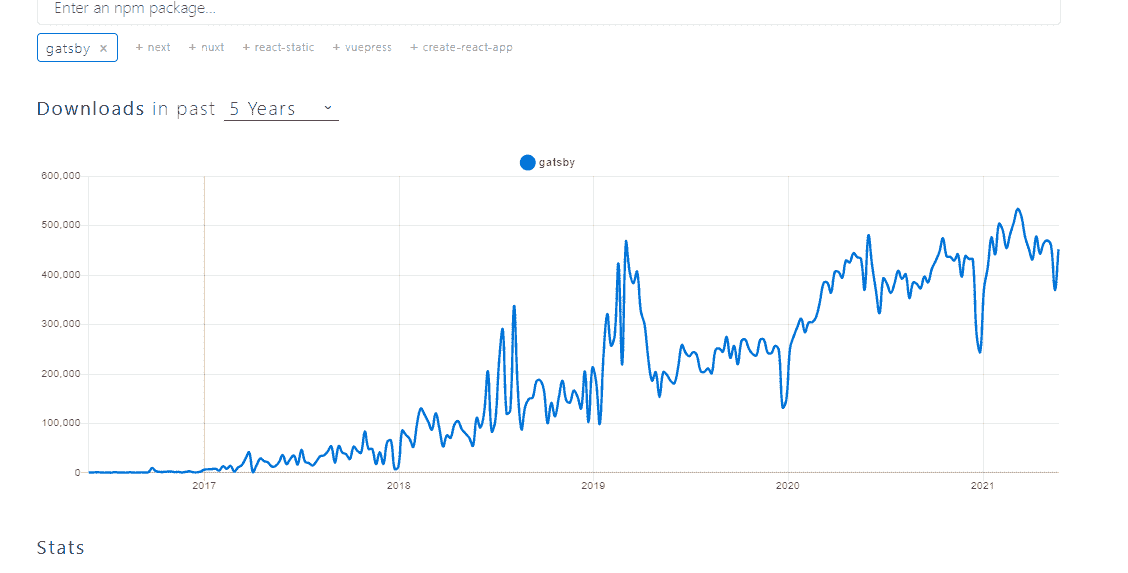 Enter an npm package...
gatsby × + next + nuxt + react-static + vuepress + create-react-app
Downloads in past 5 Years
gatsby
600,000
500,000
400,000
300,000
200,000
100,000
0
2017 2018 2019 2020 2021
Stats